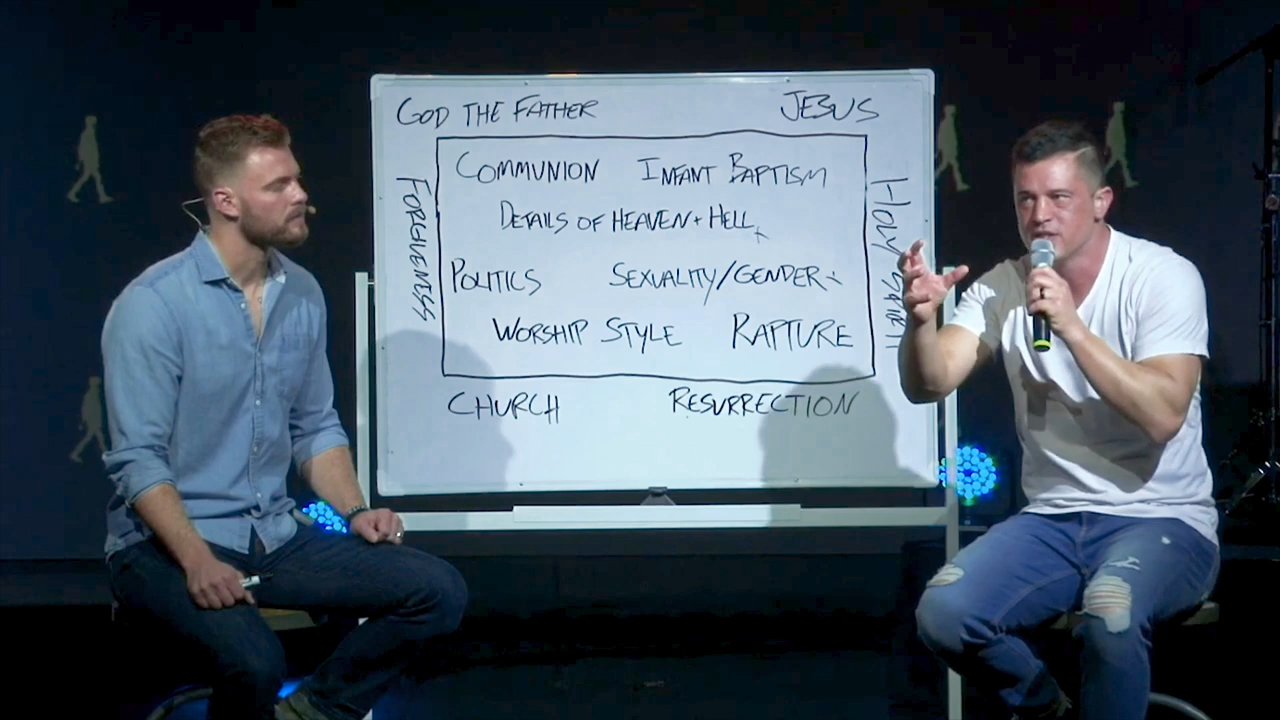 GOD THE FATHER JESUS
COMMUNION INFANT BAPTISM
DETAILS OF HEAVEN + HELL
POLITICS SEXUALITY/GENDER
WORSHIP STYLE RAPTURE
CHURCH RESURRECTION
FORGIVENESS
HOLY SPIRIT